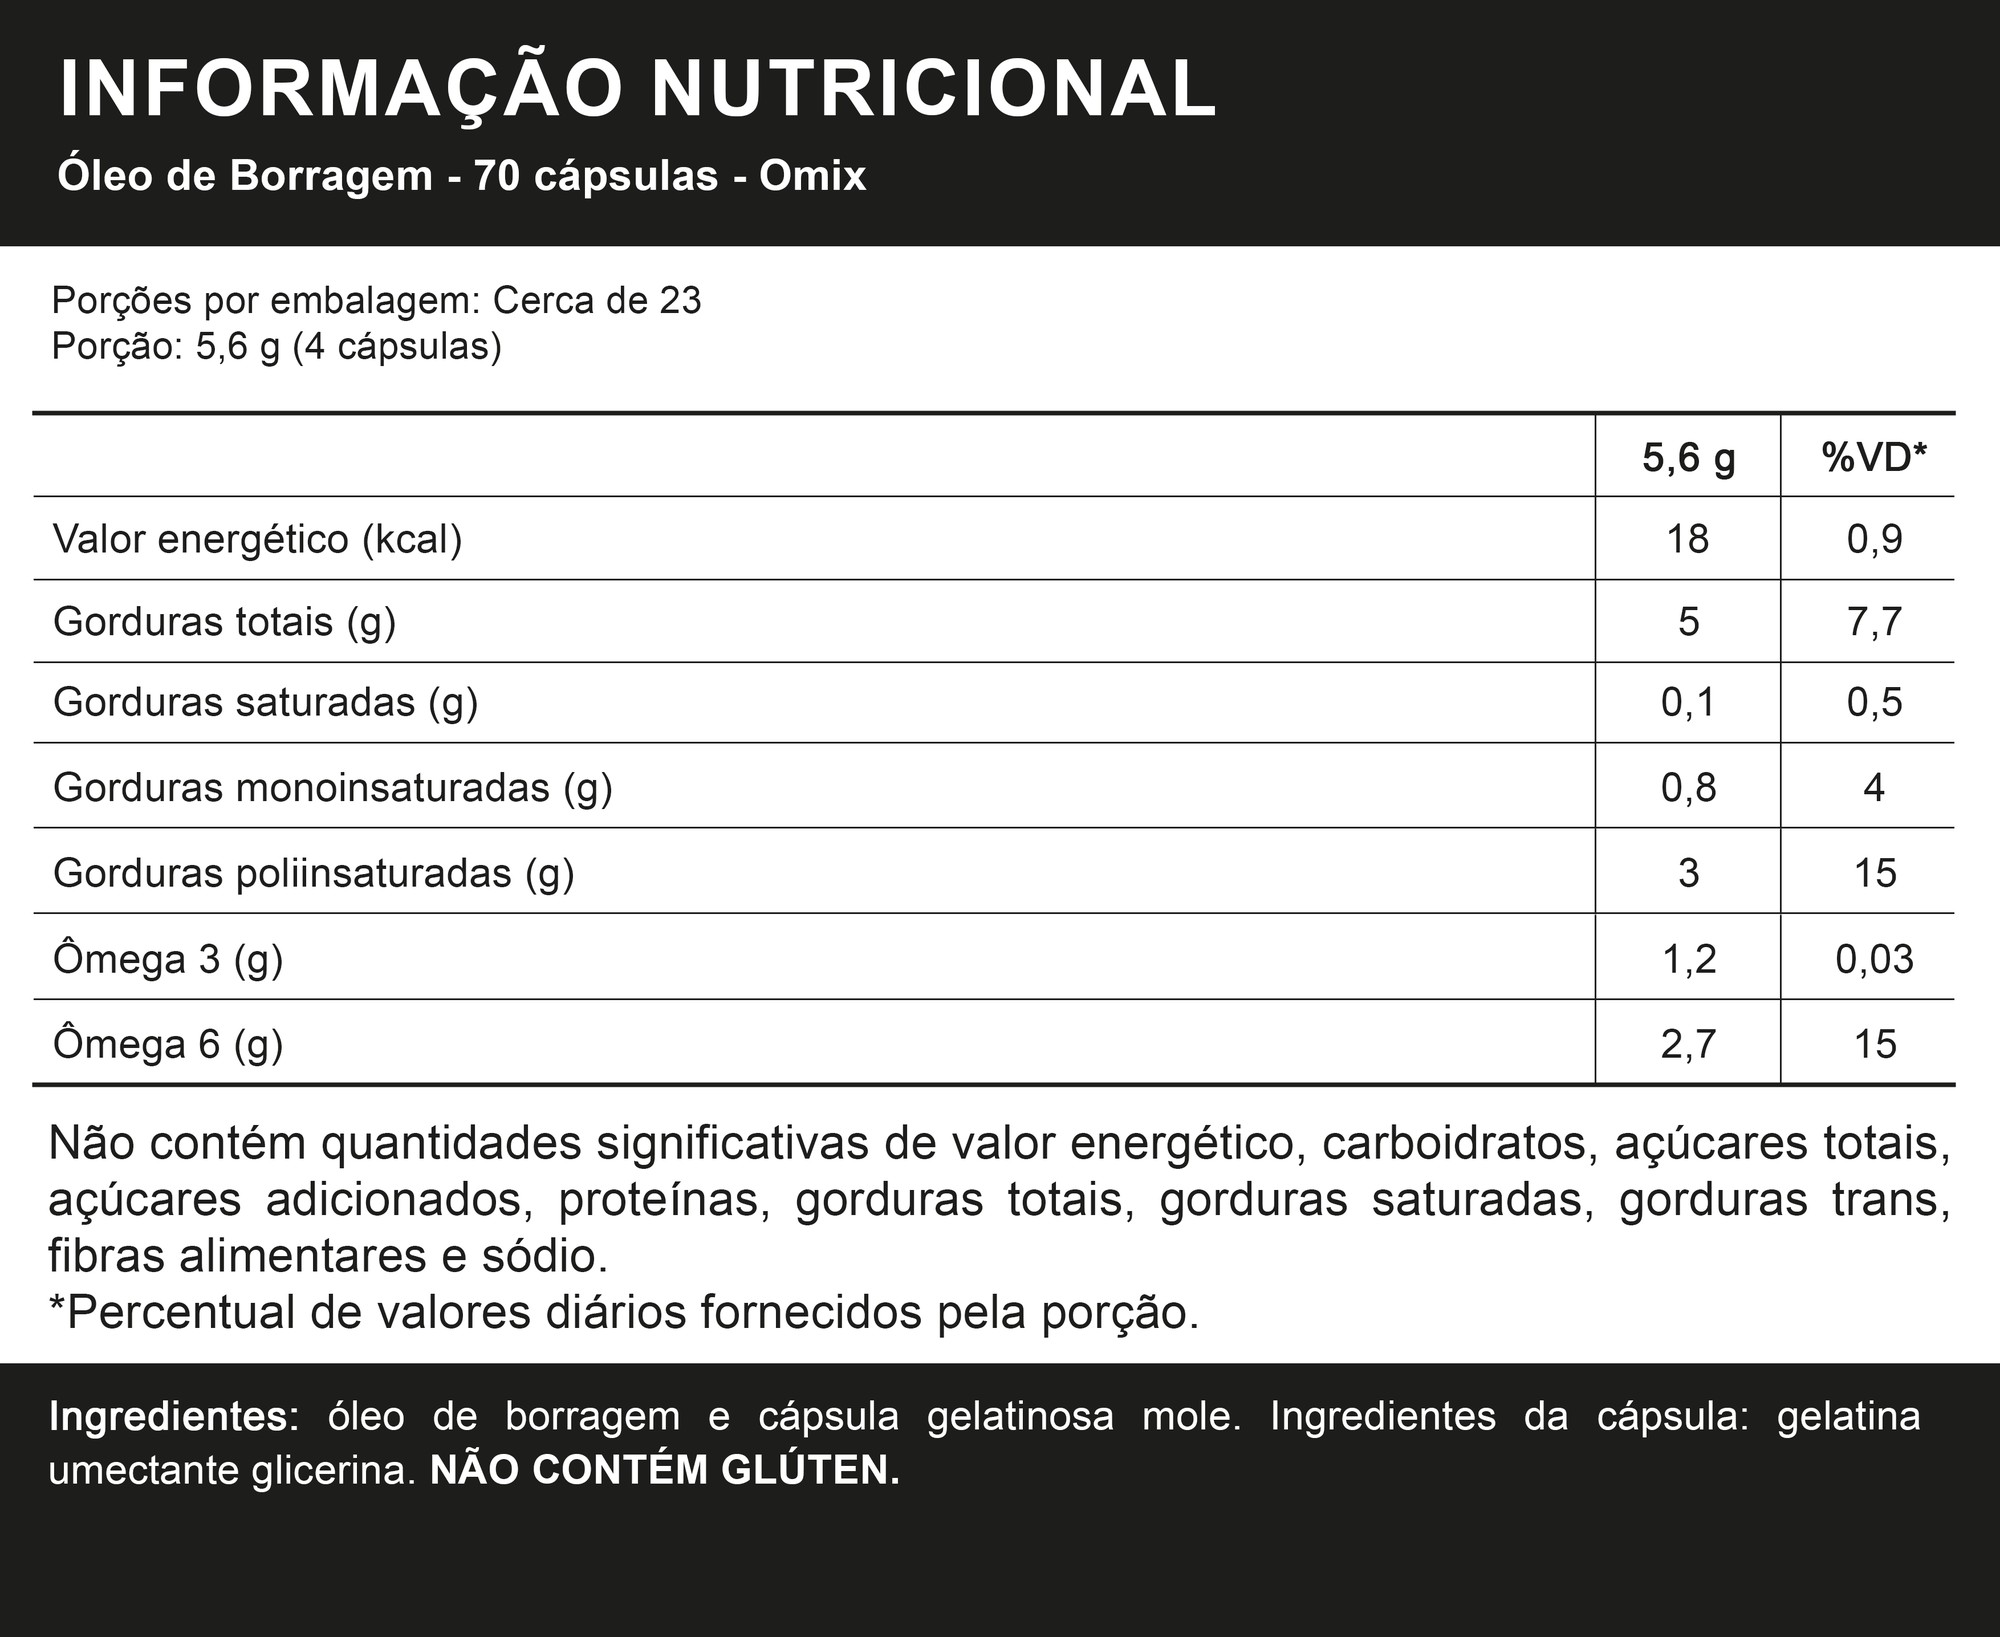 INFORMAÇÃO NUTRICIONAL
Óleo de Borragem - 70 cápsulas - Omix
Porções por embalagem: Cerca de 23
Porção: 5,6 g (4 cápsulas)
5,6 g %VD*
Valor energético (kcal) 18 0,9
Gorduras totais (g) 5 7,7
Gorduras saturadas (g) 0,1 0,5
Gorduras monoinsaturadas (g) 0,8 4
Gorduras poliinsaturadas (g) 3 15
Ômega 3 (g) 1,2 0,03
Ômega 6 (g) 2,7 15
Não contém quantidades significativas de valor energético, carboidratos, açúcares totais,
açúcares adicionados, proteínas, gorduras totais, gorduras saturadas, gorduras trans,
fibras alimentares e sódio.
*Percentual de valores diários fornecidos pela porção.
Ingredientes: óleo de borragem e cápsula gelatinosa mole. Ingredientes da cápsula: gelatina
umectante glicerina. NÃO CONTÉM GLÚTEN.